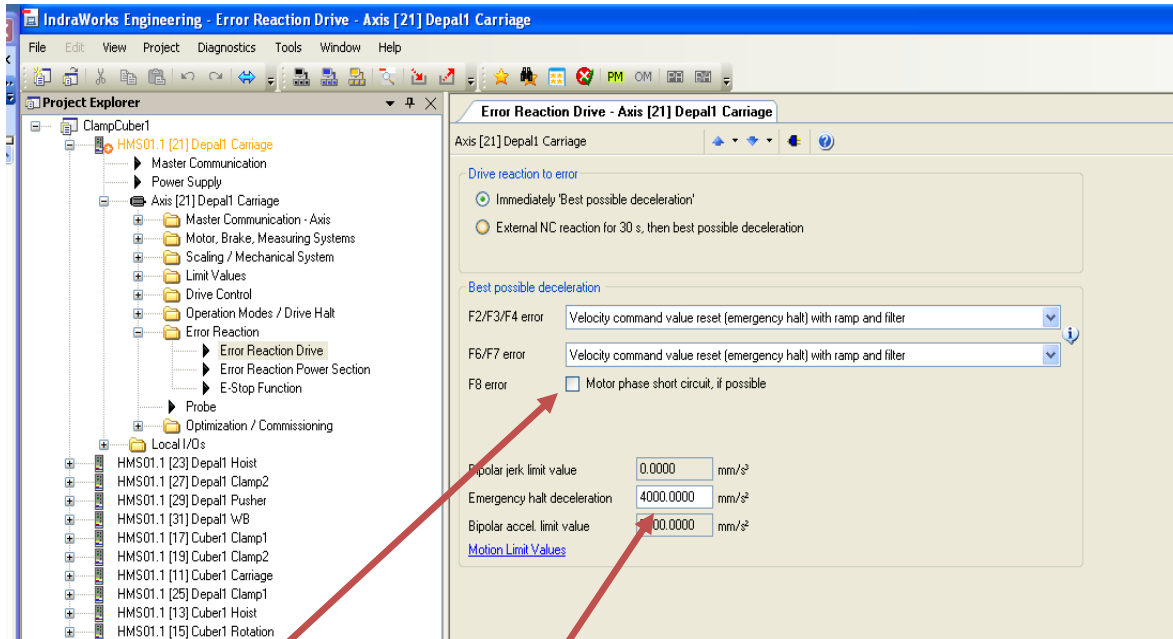 IndraWorks Engineering - Error Reaction Drive - Axis [21] Depal1 Carriage
File Edit View Project Diagnostics Tools Window Help
PM OM
Project Explorer
Error Reaction Drive - Axis [21] Depal1 Carriage
ClampCuber1
HMS01.1 [21] Depal1 Carriage
Master Communication
Power Supply
Axis [21] Depal1 Carriage
Master Communication - Axis
Motor, Brake, Measuring Systems
Scaling / Mechanical System
Limit Values
Drive Control
Operation Modes / Drive Halt
Error Reaction
Error Reaction Drive
Error Reaction Power Section
E-Stop Function
Probe
Optimization / Commissioning
Local I/Os
HMS01.1 [23] Depal1 Hoist
HMS01.1 [27] Depal1 Clamp2
HMS01.1 [29] Depal1 Pusher
HMS01.1 [31] Depal1 WB
HMS01.1 [17] Cuber1 Clamp1
HMS01.1 [19] Cuber1 Clamp2
HMS01.1 [11] Cuber1 Carriage
HMS01.1 [25] Depal1 Clamp1
HMS01.1 [13] Cuber1 Hoist
HMS01.1 [15] Cuber1 Rotation
Axis [21] Depal1 Carriage
Drive reaction to error
Immediately 'Best possible deceleration'
External NC reaction for 30 s, then best possible deceleration
Best possible deceleration
F2/F3/F4 error Velocity command value reset (emergency halt) with ramp and filter
F6/F7 error Velocity command value reset (emergency halt) with ramp and filter
F8 error Motor phase short circuit, if possible
Bipolar jerk limit value 0.0000 mm/s³
Emergency halt deceleration 4000.0000 mm/s²
Bipolar accel. limit value mm/s²
Motion Limit Values